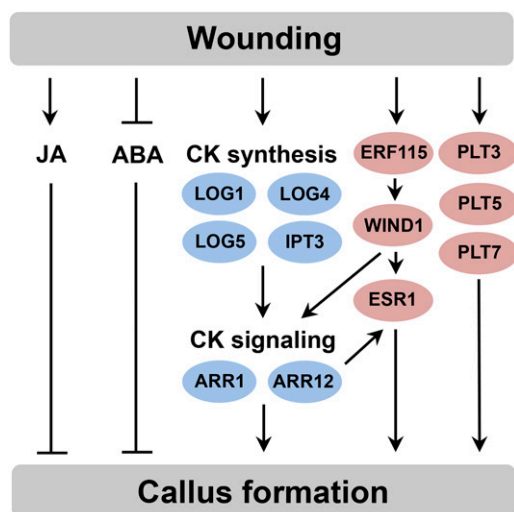 Wounding
JA
ABA
CK synthesis
LOG1
LOG4
LOG5
IPT3
CK signaling
ARR1
ARR12
ERF115
WIND1
ESR1
PLT3
PLT5
PLT7
Callus formation